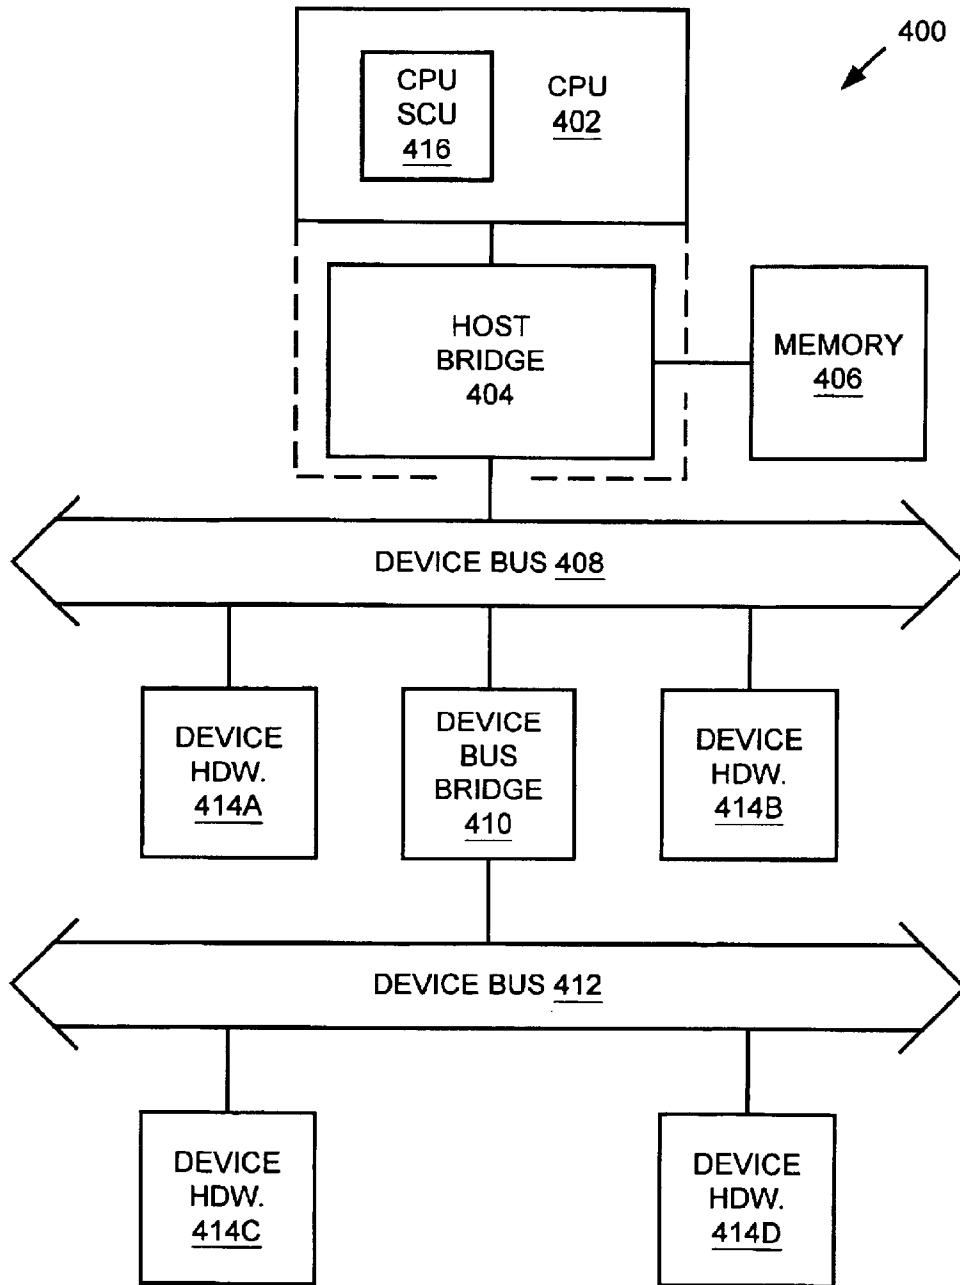 400
CPU
SCU
416
CPU
402
HOST
BRIDGE
404
MEMORY
406
DEVICE BUS 408
DEVICE
HDW.
414A
DEVICE
BUS
BRIDGE
410
DEVICE
HDW.
414B
DEVICE BUS 412
DEVICE
HDW.
414C
DEVICE
HDW.
414D